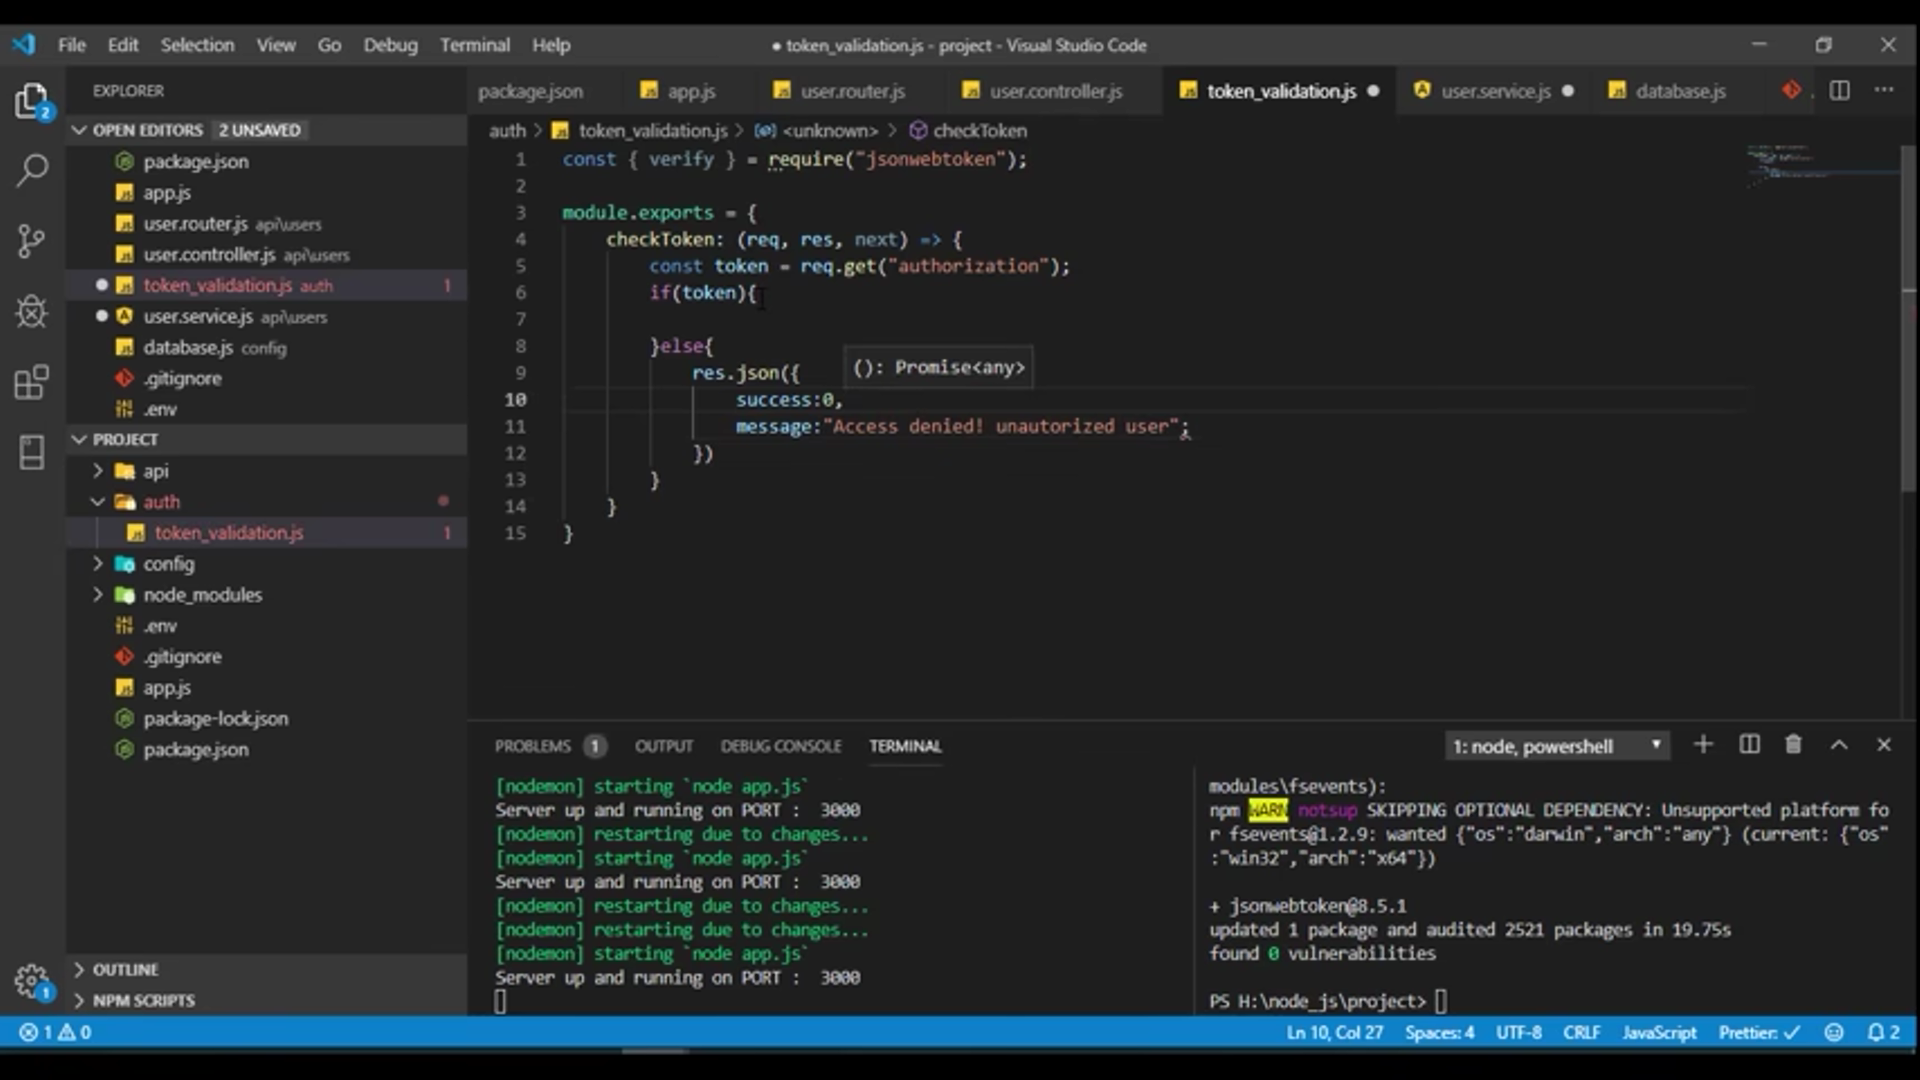 File Edit Selection View Go Debug Terminal Help
● token_validation.js - project - Visual Studio Code
EXPLORER
OPEN EDITORS 2 UNSAVED
package.json
app.js
user.router.js api\users
user.controller.js api\users
token_validation.js auth 1
user.service.js api\users
database.js config
.gitignore
.env
PROJECT
api
auth
token_validation.js 1
config
node_modules
.env
.gitignore
app.js
package-lock.json
package.json
OUTLINE
NPM SCRIPTS
package.json app.js user.router.js user.controller.js token_validation.js user.service.js database.js
auth > token_validation.js > <unknown> > checkToken
1 const { verify } = require("jsonwebtoken");
2
3 module.exports = {
4 checkToken: (req, res, next) => {
5 const token = req.get("authorization");
6 if(token){
7
8 }else{
9 res.json({
(): Promise<any>
10 success:0,
11 message:"Access denied! unautorized user";
12 })
13 }
14 }
15 }
PROBLEMS 1 OUTPUT DEBUG CONSOLE TERMINAL
1: node, powershell
[nodemon] starting `node app.js`
Server up and running on PORT : 3000
[nodemon] restarting due to changes...
[nodemon] starting `node app.js`
Server up and running on PORT : 3000
[nodemon] restarting due to changes...
[nodemon] restarting due to changes...
[nodemon] starting `node app.js`
Server up and running on PORT : 3000
modules\fsevents):
npm WARN notsup SKIPPING OPTIONAL DEPENDENCY: Unsupported platform fo
r fsevents@1.2.9: wanted {"os":"darwin","arch":"any"} (current: {"os"
:"win32","arch":"x64"})
+ jsonwebtoken@8.5.1
updated 1 package and audited 2521 packages in 19.75s
found 0 vulnerabilities
PS H:\node_js\project>
1 0
Ln 10, Col 27 Spaces: 4 UTF-8 CRLF JavaScript Prettier: ✓ 2
2
1